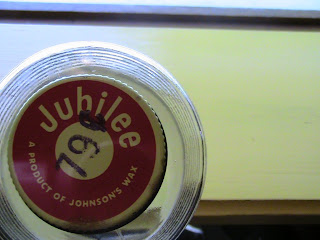 Jubilee
79¢
A PRODUCT OF JOHNSON'S WAX